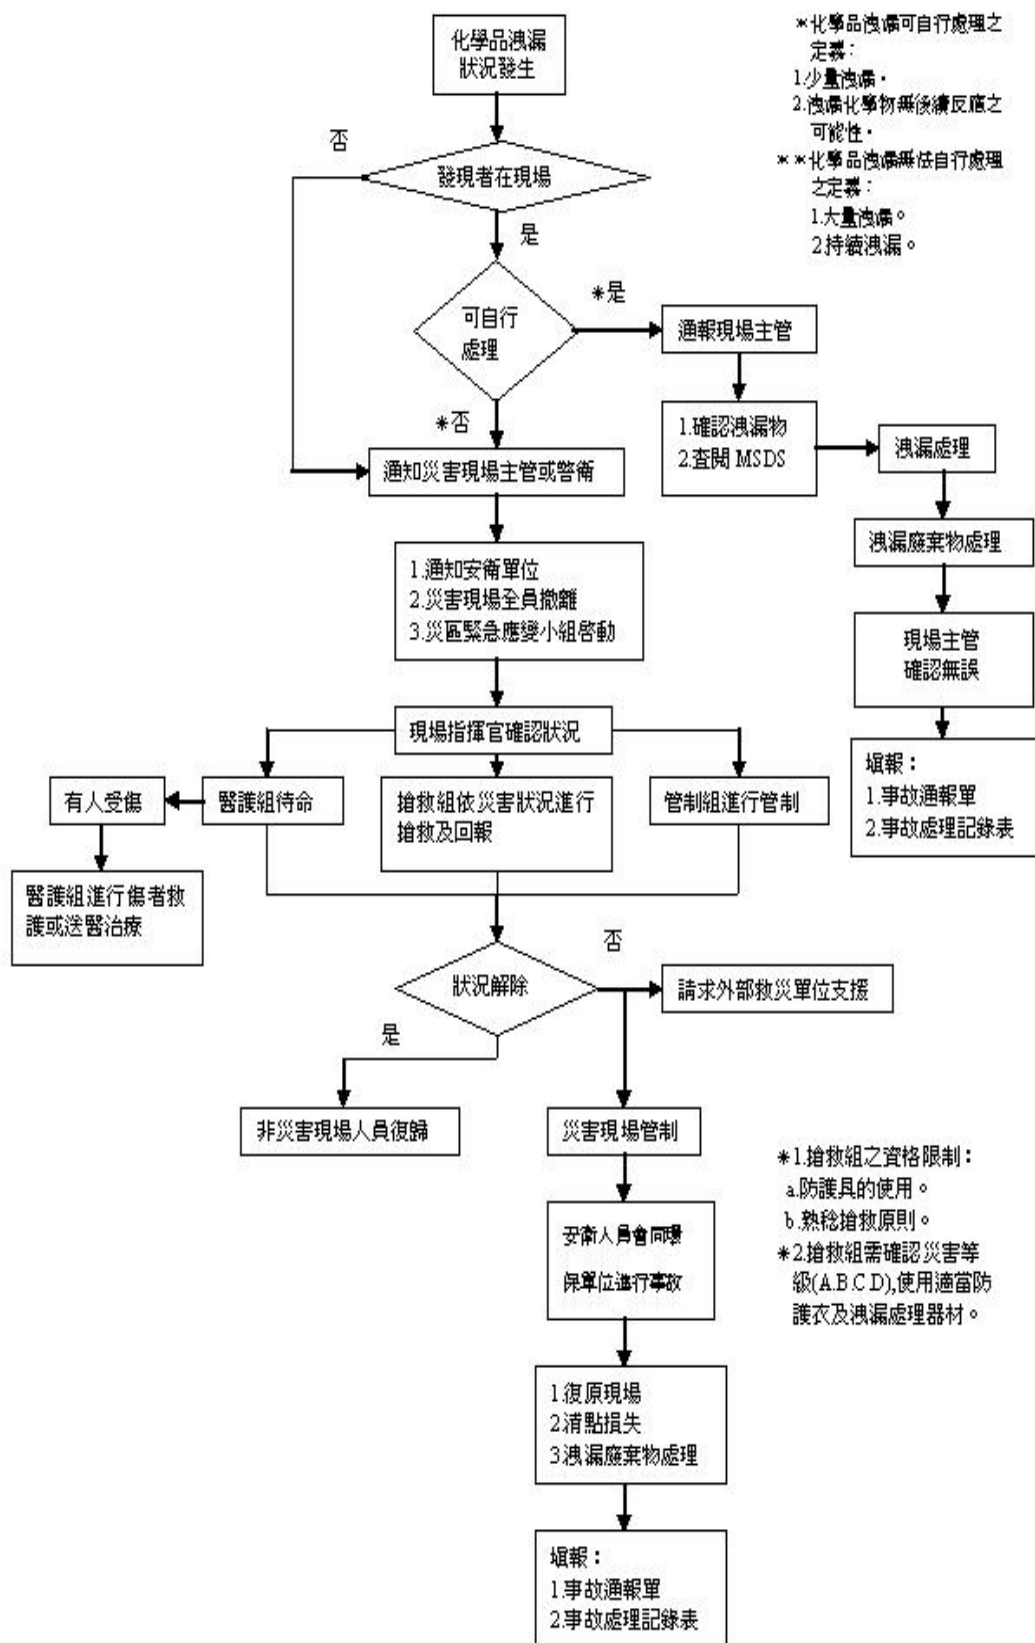 化學品洩漏
狀況發生
*化學品洩漏可自行處理之
定義：
1.少量洩漏。
2.洩漏化學物無後續反應之
可能性。
**化學品洩漏無法自行處理
之定義：
1.大量洩漏。
2.持續洩漏。
否
發現者在現場
是
可自行
處理
*是
通報現場主管
*否
1.確認洩漏物
2.查閱 MSDS
洩漏處理
通知災害現場主管或警衛
洩漏廢棄物處理
1.通知安衛單位
2.災害現場全員撤離
3.災區緊急應變小組啓動
現場主管
確認無誤
現場指揮官確認狀況
填報：
1.事故通報單
2.事故處理記錄表
有人受傷
醫護組待命
搶救組依災害狀況進行
搶救及回報
管制組進行管制
醫護組進行傷者救
護或送醫治療
否
狀況解除
請求外部救災單位支援
是
非災害現場人員復歸
災害現場管制
*1.搶救組之資格限制：
a.防護具的使用。
b.熟稔搶救原則。
*2.搶救組需確認災害等
級(A.B.C.D),使用適當防
護衣及洩漏處理器材。
安衛人員會同環
保單位進行事故
1.復原現場
2.清點損失
3.洩漏廢棄物處理
填報：
1.事故通報單
2.事故處理記錄表